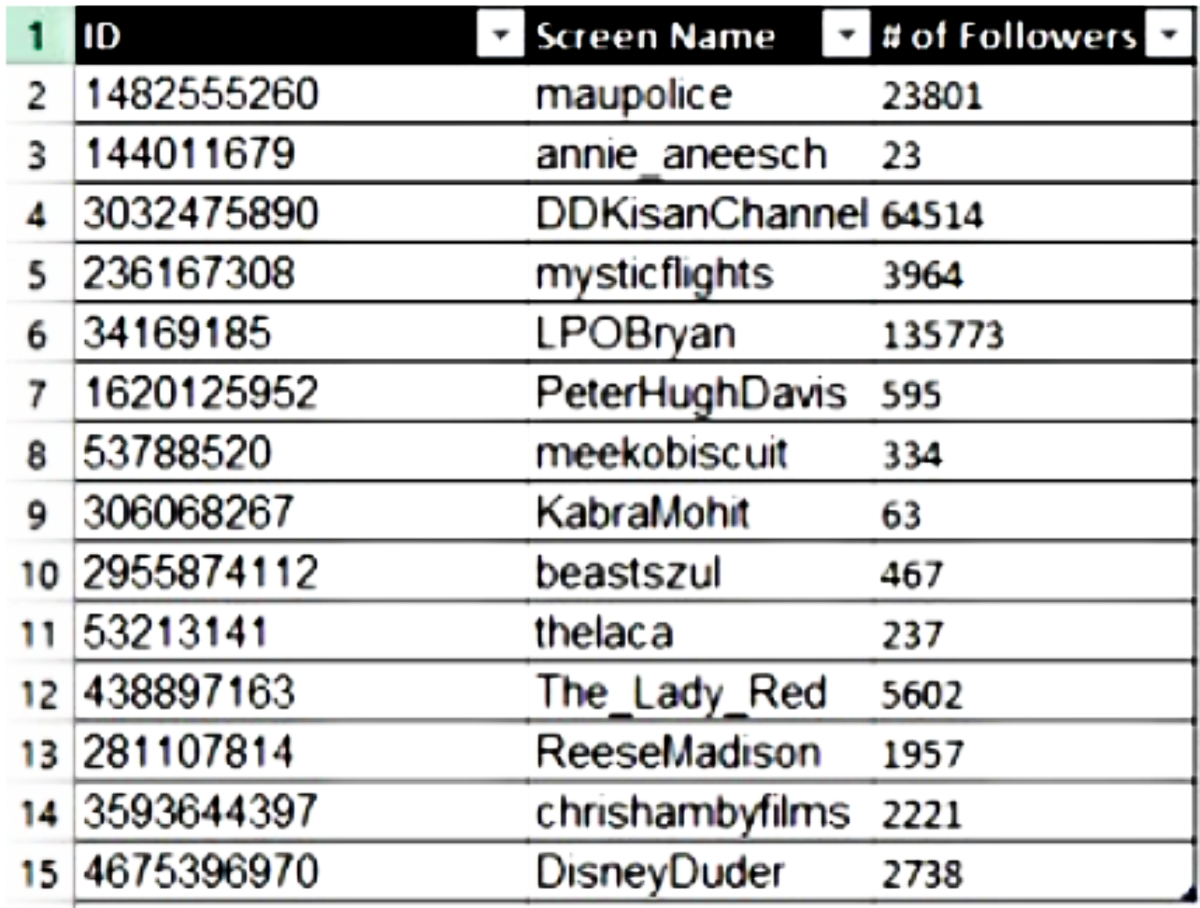 1 ID Screen Name # of Followers
2 1482555260 maupolice 23801
3 144011679 annie_aneesch 23
4 3032475890 DDKisanChannel 64514
5 236167308 mysticflights 3964
6 34169185 LPOBryan 135773
7 1620125952 PeterHughDavis 595
8 53788520 meekobiscuit 334
9 306068267 KabraMohit 63
10 2955874112 beastszul 467
11 53213141 thelaca 237
12 438897163 The_Lady_Red 5602
13 281107814 ReeseMadison 1957
14 3593644397 chrishambyfilms 2221
15 4675396970 DisneyDuder 2738